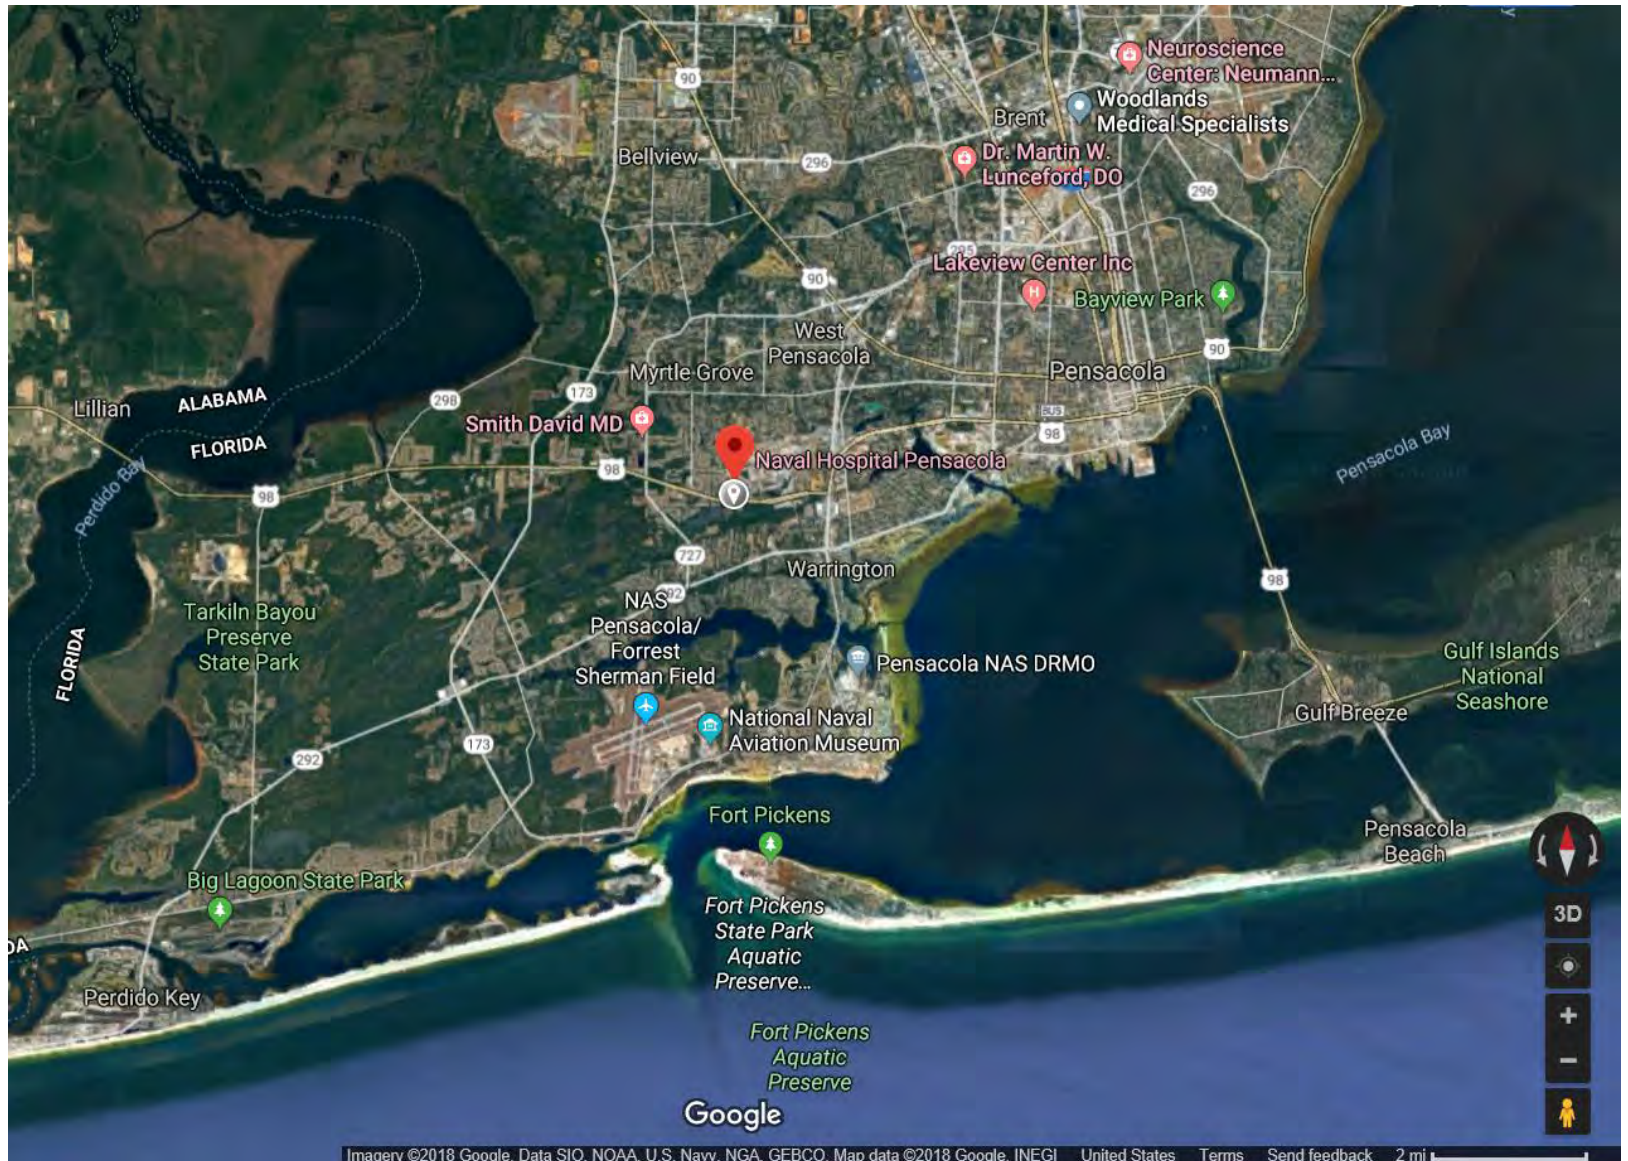 Neuroscience
Center: Neumann...
90
Woodlands
Medical Specialists
Brent
Bellview
296
Dr. Martin W.
Lunceford, DO
296
295
Lakeview Center Inc
90
Bayview Park
West
Pensacola
90
Myrtle Grove
Pensacola
173
298
ALABAMA
Lillian
BUS
98
Smith David MD
FLORIDA
Naval Hospital Pensacola
Pensacola Bay
98
98
Perdido Bay
727
Warrington
98
292
NAS
Pensacola/
Forrest
Sherman Field
Tarkiln Bayou
Preserve
State Park
FLORIDA
Pensacola NAS DRMO
Gulf Islands
National
Seashore
National Naval
Aviation Museum
Gulf Breeze
173
292
Fort Pickens
Pensacola
Beach
Big Lagoon State Park
3D
Fort Pickens
State Park
Aquatic
Preserve...
DA
Perdido Key
Fort Pickens
Aquatic
Preserve
Google
Imagery ©2018 Google, Data SIO, NOAA, U.S. Navy, NGA, GEBCO, Map data ©2018 Google, INEGI United States Terms Send feedback 2 mi